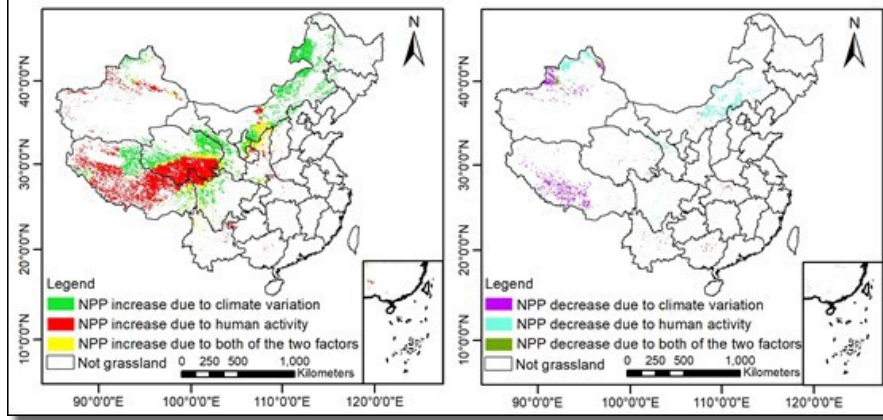 N
40°0'0"N
30°0'0"N
20°0'0"N
10°0'0"N
Legend
NPP increase due to climate variation
NPP increase due to human activity
NPP increase due to both of the two factors
Not grassland
0 250 500 1,000
Kilometers
90°0'0"E 100°0'0"E 110°0'0"E 120°0'0"E
N
40°0'0"N
30°0'0"N
20°0'0"N
10°0'0"N
Legend
NPP decrease due to climate variation
NPP decrease due to human activity
NPP decrease due to both of the two factors
Not grassland
0 250 500 1,000
Kilometers
90°0'0"E 100°0'0"E 110°0'0"E 120°0'0"E